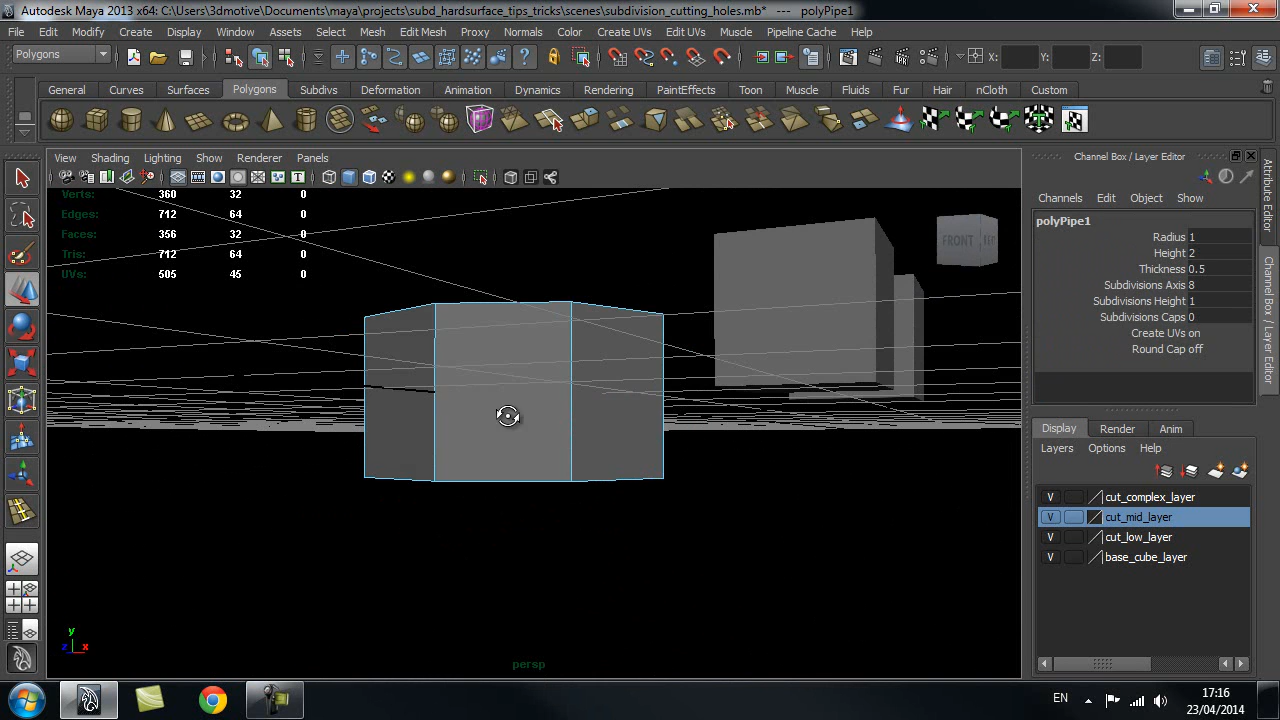 Autodesk Maya 2013 x64: C:\Users\3dmotive\Documents\maya\projects\subd_hardsurface_tips_tricks\scenes\subdivision_cutting_holes.mb* --- polyPipe1
File Edit Modify Create Display Window Assets Select Mesh Edit Mesh Proxy Normals Color Create UVs Edit UVs Muscle Pipeline Cache Help
Polygons X: Y: Z:
General Curves Surfaces Polygons Subdivs Deformation Animation Dynamics Rendering PaintEffects Toon Muscle Fluids Fur Hair nCloth Custom
View Shading Lighting Show Renderer Panels
Verts: 360 32 0
Edges: 712 64 0
Faces: 356 32 0
Tris: 712 64 0
UVs: 505 45 0
FRONT
persp
y
z x
Channel Box / Layer Editor
Channels Edit Object Show
polyPipe1
Radius 1
Height 2
Thickness 0.5
Subdivisions Axis 8
Subdivisions Height 1
Subdivisions Caps 0
Create UVs on
Round Cap off
Display Render Anim
Layers Options Help
V cut_complex_layer
V cut_mid_layer
V cut_low_layer
V base_cube_layer
Attribute Editor
Channel Box / Layer Editor
EN 17:16
23/04/2014